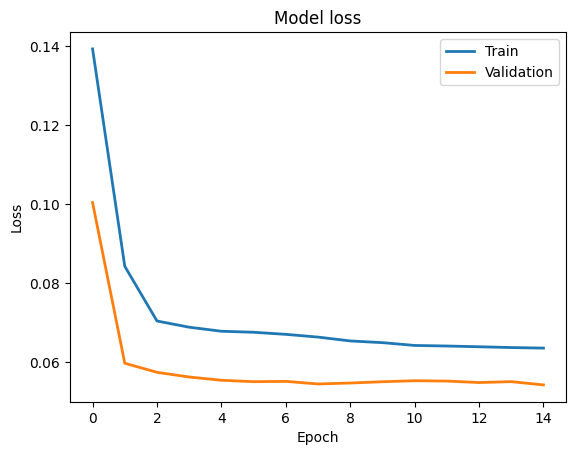 Model loss
Train
Validation
0.14
0.12
0.10
0.08
0.06
Loss
0 2 4 6 8 10 12 14
Epoch